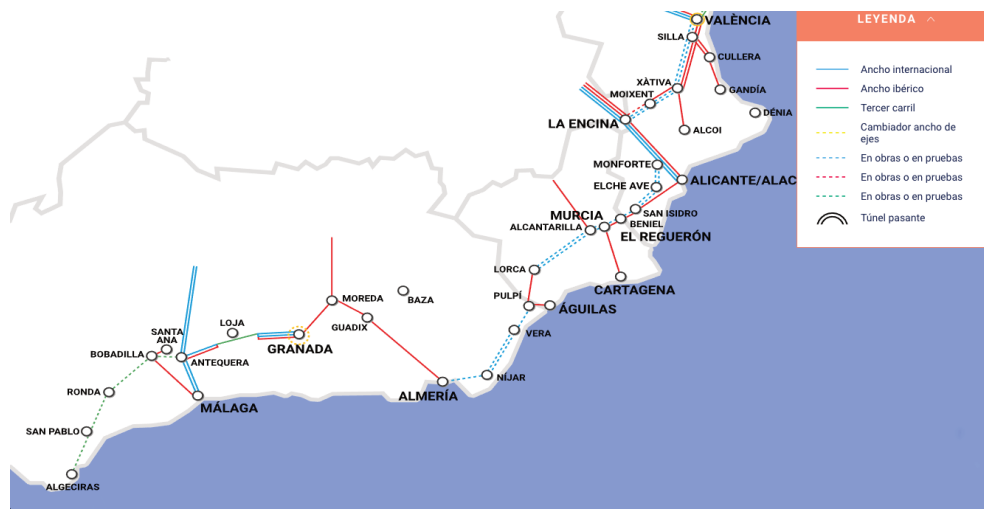 VALÈNCIA
SILLA
CULLERA
XÀTIVA
MOIXENT
GANDÍA
DÉNIA
LA ENCINA
ALCOI
MONFORTE
ELCHE AVE
ALICANTE/ALAC
MURCIA
SAN ISIDRO
ALCANTARILLA
BENIEL
EL REGUERÓN
LORCA
CARTAGENA
PULPÍ
ÁGUILAS
VERA
NÍJAR
ALMERÍA
MOREDA
BAZA
GUADIX
LOJA
GRANADA
SANTA
ANA
BOBADILLA
ANTEQUERA
RONDA
MÁLAGA
SAN PABLO
ALGECIRAS
LEYENDA
Ancho internacional
Ancho ibérico
Tercer carril
Cambiador ancho de
ejes
En obras o en pruebas
En obras o en pruebas
En obras o en pruebas
Túnel pasante